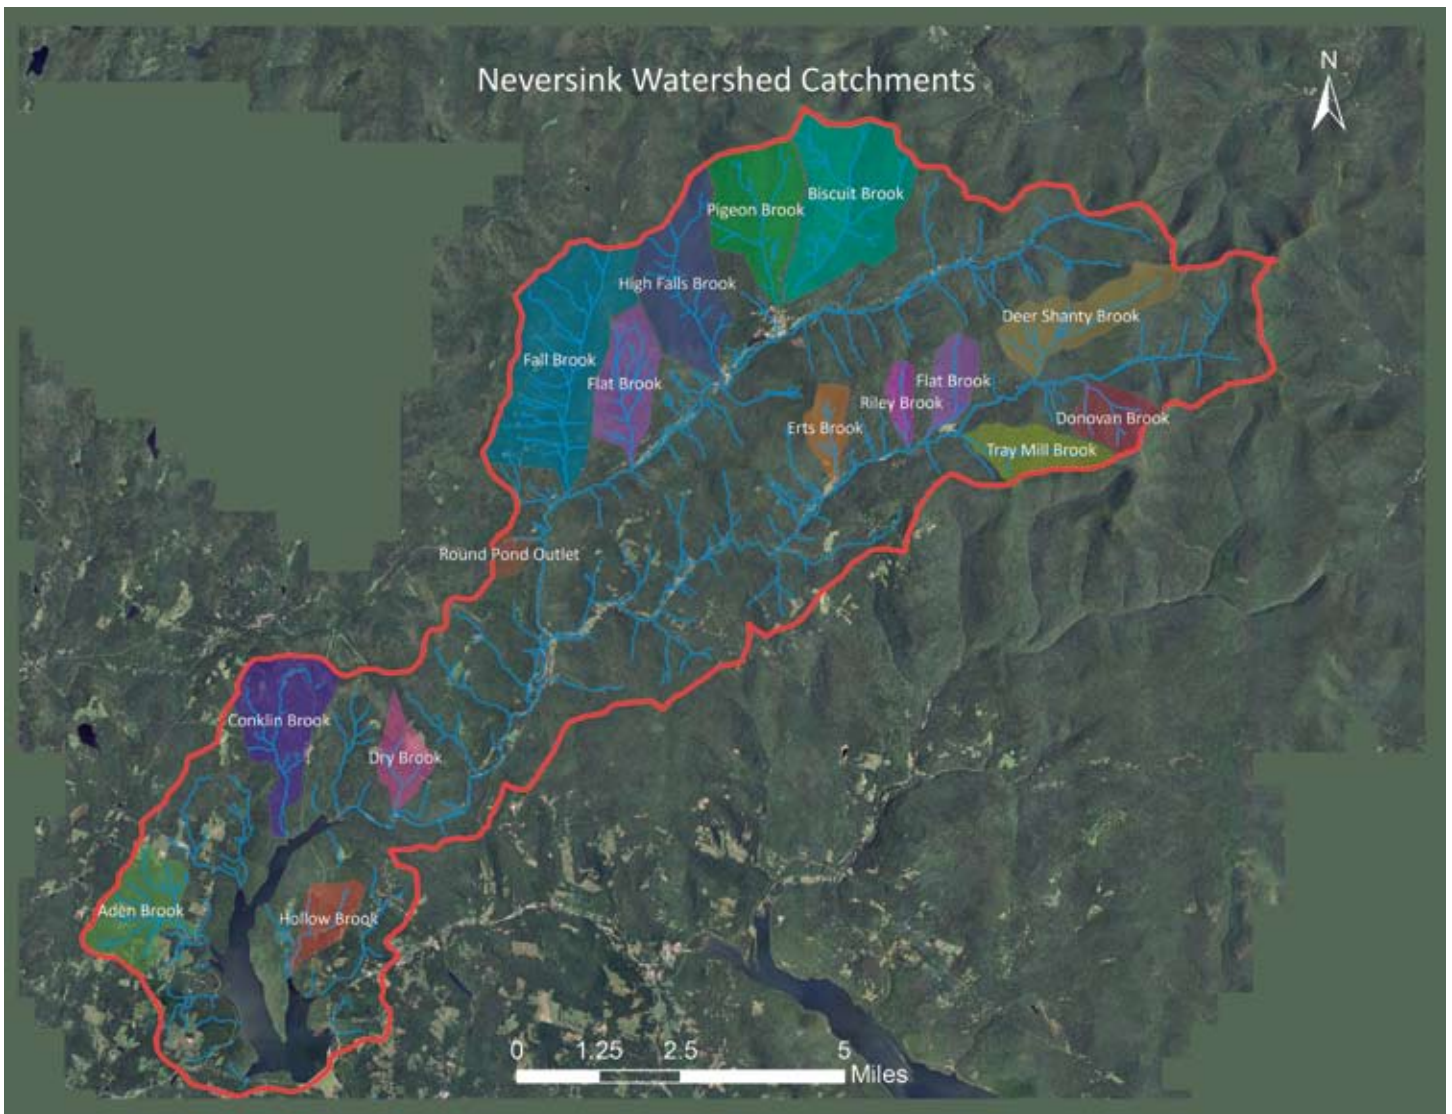 Neversink Watershed Catchments
N
Biscuit Brook
Pigeon Brook
High Falls Brook
Deer Shanty Brook
Fall Brook
Flat Brook
Flat Brook
Riley Brook
Donovan Brook
Erts Brook
Tray Mill Brook
Round Pond Outlet
Conklin Brook
Dry Brook
Aden Brook
Hollow Brook
0 1.25 2.5 5
Miles